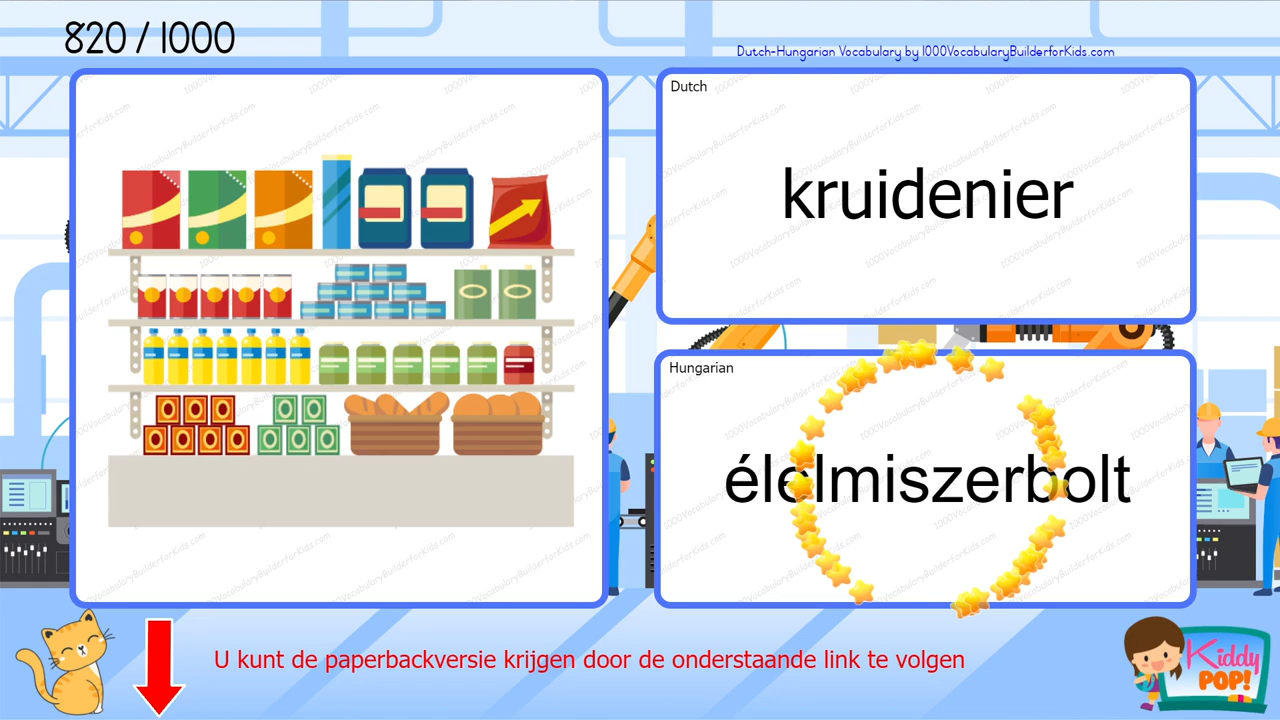 820 / 1000
Dutch-Hungarian Vocabulary by 1000VocabularyBuilderforKids.com
Dutch
kruidenier
Hungarian
élelmiszerbolt
U kunt de paperbackversie krijgen door de onderstaande link te volgen
Kiddy
POP!